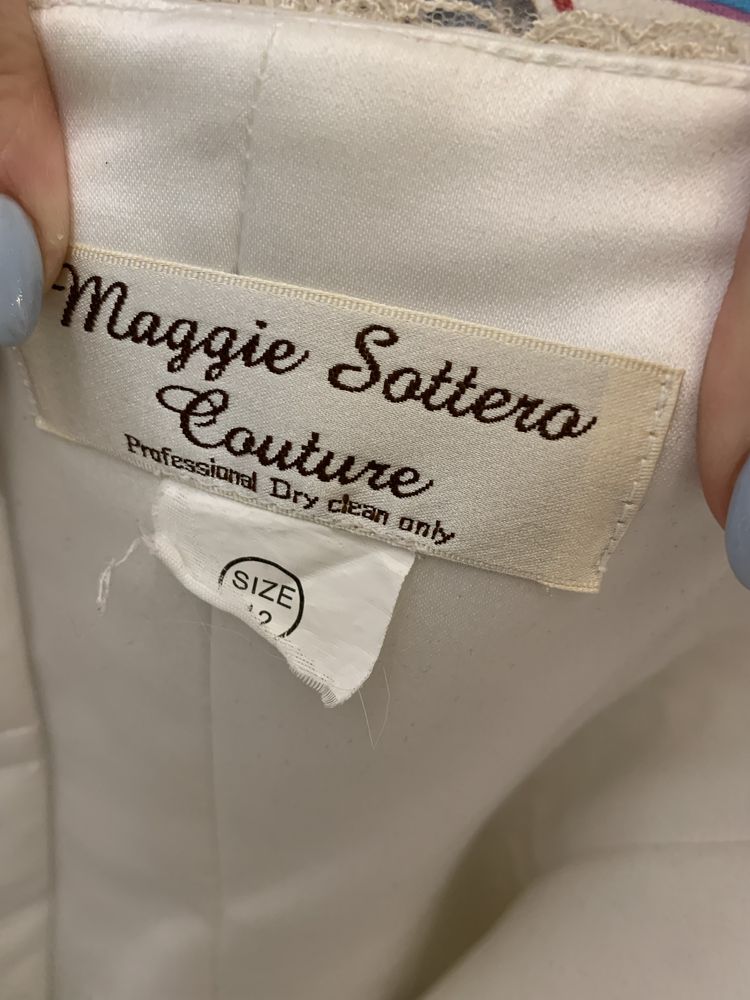 Maggie Sottero
Couture
Professional Dry clean only
SIZE